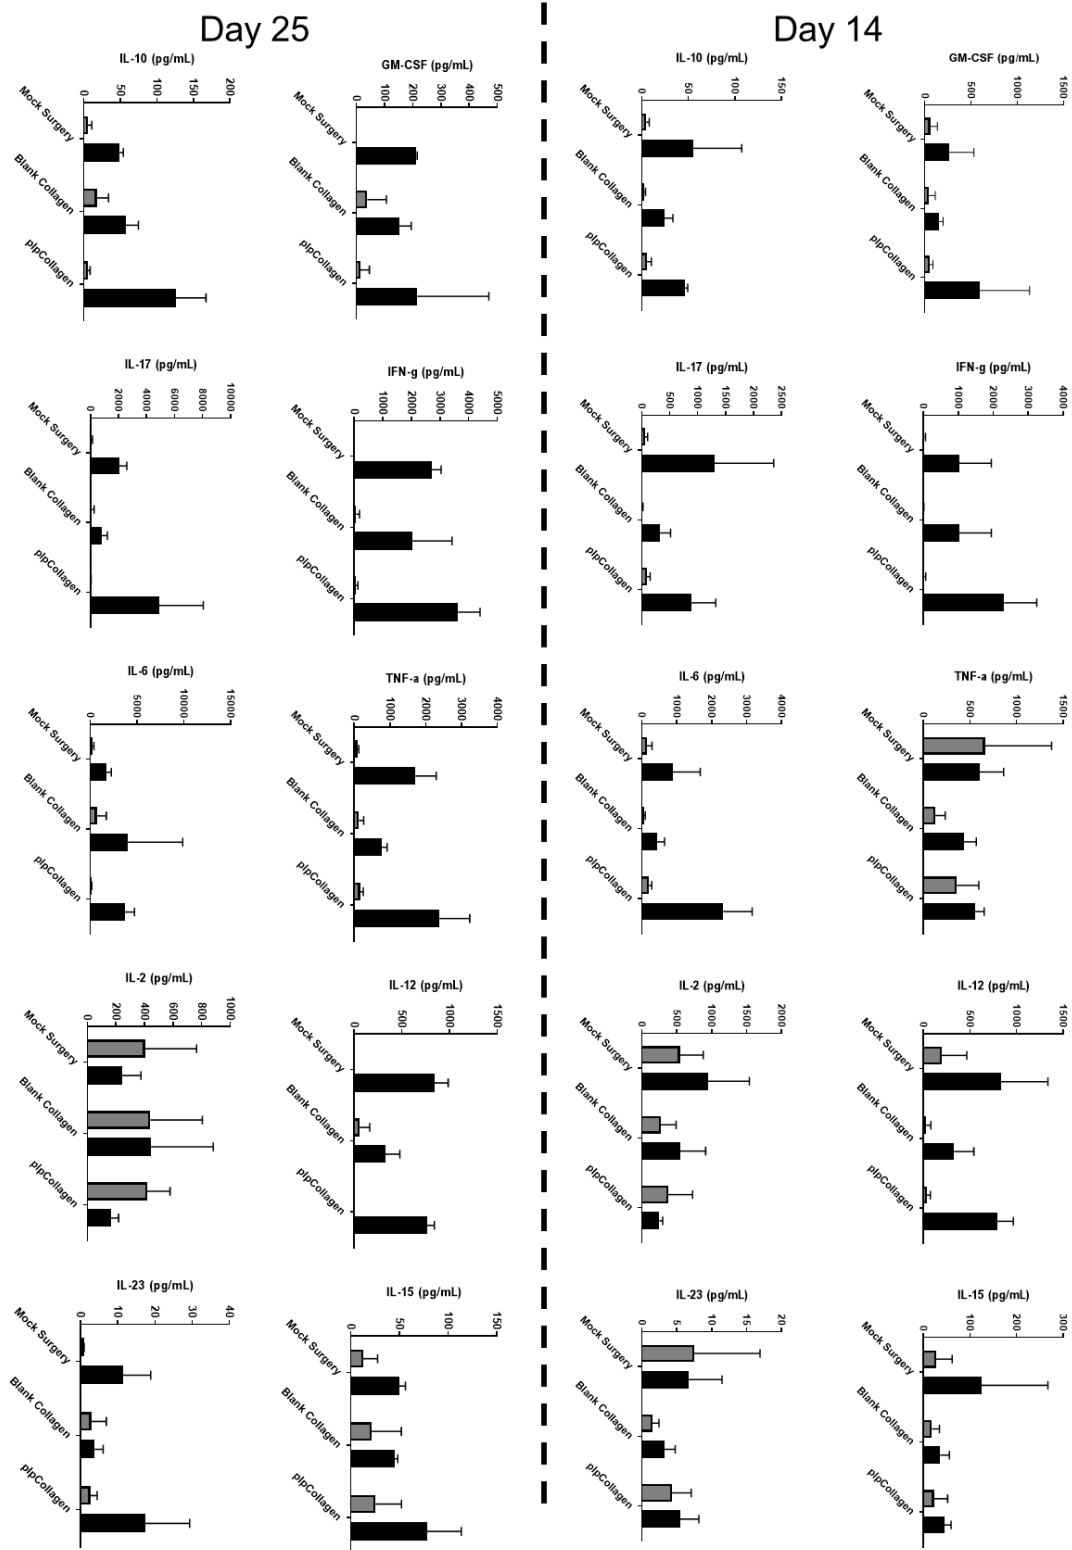 Day 25
IL-10 (pg/mL)
0 50 100 150 200
Mock Surgery
Blank Collagen
plpCollagen
GM-CSF (pg/mL)
0 1000 2000 3000 4000 5000
Mock Surgery
Blank Collagen
plpCollagen
IL-17 (pg/mL)
0 2000 4000 6000 8000 10000
Mock Surgery
Blank Collagen
plpCollagen
IFN-g (pg/mL)
0 1000 2000 3000 4000 5000
Mock Surgery
Blank Collagen
plpCollagen
IL-6 (pg/mL)
0 5000 10000 15000
Mock Surgery
Blank Collagen
plpCollagen
TNF-a (pg/mL)
0 1000 2000 3000 4000
Mock Surgery
Blank Collagen
plpCollagen
IL-2 (pg/mL)
0 200 400 600 800 1000
Mock Surgery
Blank Collagen
plpCollagen
IL-12 (pg/mL)
0 500 1000 1500
Mock Surgery
Blank Collagen
plpCollagen
IL-23 (pg/mL)
0 10 20 30 40
Mock Surgery
Blank Collagen
plpCollagen
IL-15 (pg/mL)
0 50 100 150
Mock Surgery
Blank Collagen
plpCollagen
Day 14
IL-10 (pg/mL)
0 50 100 150
Mock Surgery
Blank Collagen
plpCollagen
GM-CSF (pg/mL)
0 500 1000 1500
Mock Surgery
Blank Collagen
plpCollagen
IL-17 (pg/mL)
0 500 1000 1500 2000 2500
Mock Surgery
Blank Collagen
plpCollagen
IFN-g (pg/mL)
0 1000 2000 3000 4000
Mock Surgery
Blank Collagen
plpCollagen
IL-6 (pg/mL)
0 1000 2000 3000 4000
Mock Surgery
Blank Collagen
plpCollagen
TNF-a (pg/mL)
0 500 1000 1500
Mock Surgery
Blank Collagen
plpCollagen
IL-2 (pg/mL)
0 500 1000 1500 2000
Mock Surgery
Blank Collagen
plpCollagen
IL-12 (pg/mL)
0 500 1000 1500
Mock Surgery
Blank Collagen
plpCollagen
IL-23 (pg/mL)
0 5 10 15 20
Mock Surgery
Blank Collagen
plpCollagen
IL-15 (pg/mL)
0 100 200 300
Mock Surgery
Blank Collagen
plpCollagen